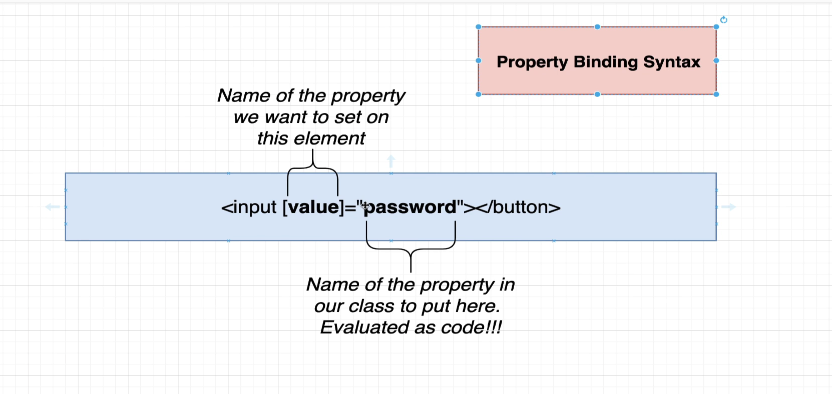 Property Binding Syntax
Name of the property
we want to set on
this element
<input [value]="password"></button>
Name of the property in
our class to put here.
Evaluated as code!!!